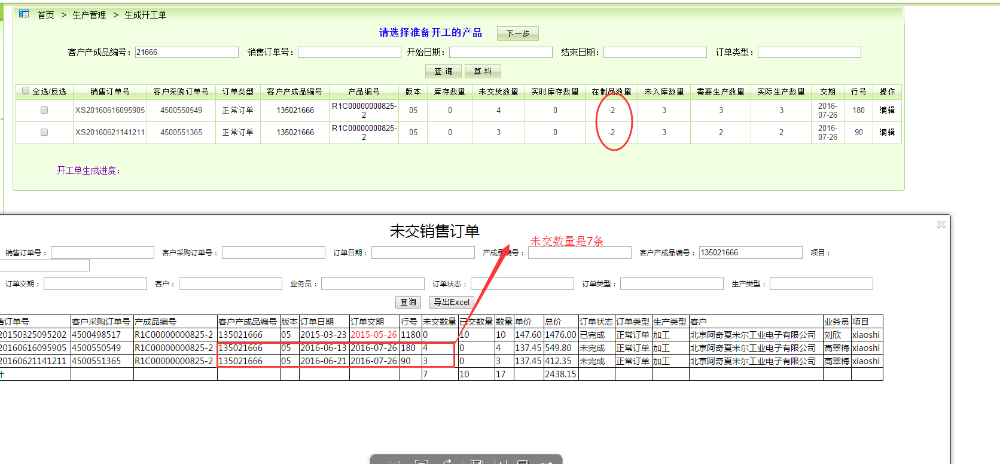 首页 > 生产管理 > 生成开工单
请选择准备开工的产品 下一步
客户产成品编号：21666 销售订单号： 开始日期： 结束日期： 订单类型：
查 询 算 料
全选/反选 销售订单号 客户采购订单号 订单类型 客户产成品编号 产品编号 版本 库存数量 未交货数量 实时库存数量 在制品数量 未入库数量 需要生产数量 实际生产数量 交期 行号 操作
XS20160616095905 4500550549 正常订单 135021666 R1C00000000825-2 05 0 4 0 -2 3 3 3 2016-07-26 180 编辑
XS20160621141211 4500551365 正常订单 135021666 R1C00000000825-2 05 0 3 0 -2 3 2 2 2016-07-26 90 编辑
开工单生成进度：
未交销售订单
未交数量是7条
销售订单号： 客户采购订单号： 订单日期： 产成品编号： 客户产成品编号：135021666 项目：
订单交期： 客户： 业务员： 订单状态： 订单类型： 生产类型：
查询 导出Excel
售订单号 客户采购订单号 产成品编号 客户产成品编号 版本 订单日期 订单交期 行号 未交数量 已交数量 数量 单价 总价 订单状态 订单类型 生产类型 客户 业务员 项目
20150325095202 4500498517 R1C00000000825-2 135021666 05 2015-03-23 2015-05-26 1180 0 10 10 147.60 1476.00 已完成 正常订单 加工 北京阿奇夏米尔工业电子有限公司 刘欣 xiaoshi
20160616095905 4500550549 R1C00000000825-2 135021666 05 2016-06-13 2016-07-26 180 4 0 4 137.45 549.80 未完成 正常订单 加工 北京阿奇夏米尔工业电子有限公司 高翠梅 xiaoshi
20160621141211 4500551365 R1C00000000825-2 135021666 05 2016-06-21 2016-07-26 90 3 0 3 137.45 412.35 未完成 正常订单 加工 北京阿奇夏米尔工业电子有限公司 高翠梅 xiaoshi
计 7 10 17 2438.15